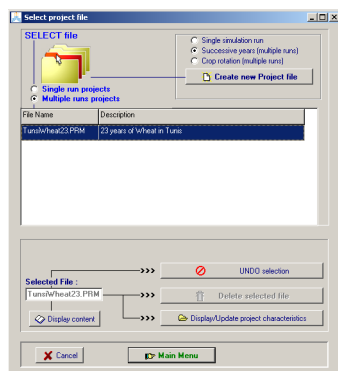 Select project file
SELECT file
Single run projects
Multiple runs projects
Single simulation run
Successive years (multiple runs)
Crop rotation (multiple runs)
Create new Project file
File Name Description
TunsiWheat23.PRM 23 years of Wheat in Tunis
>>> UNDO selection
Selected File :
TunsiWheat23.PRM >>> Delete selected file
Display content >>> Display/Update project characteristics
Cancel Main Menu